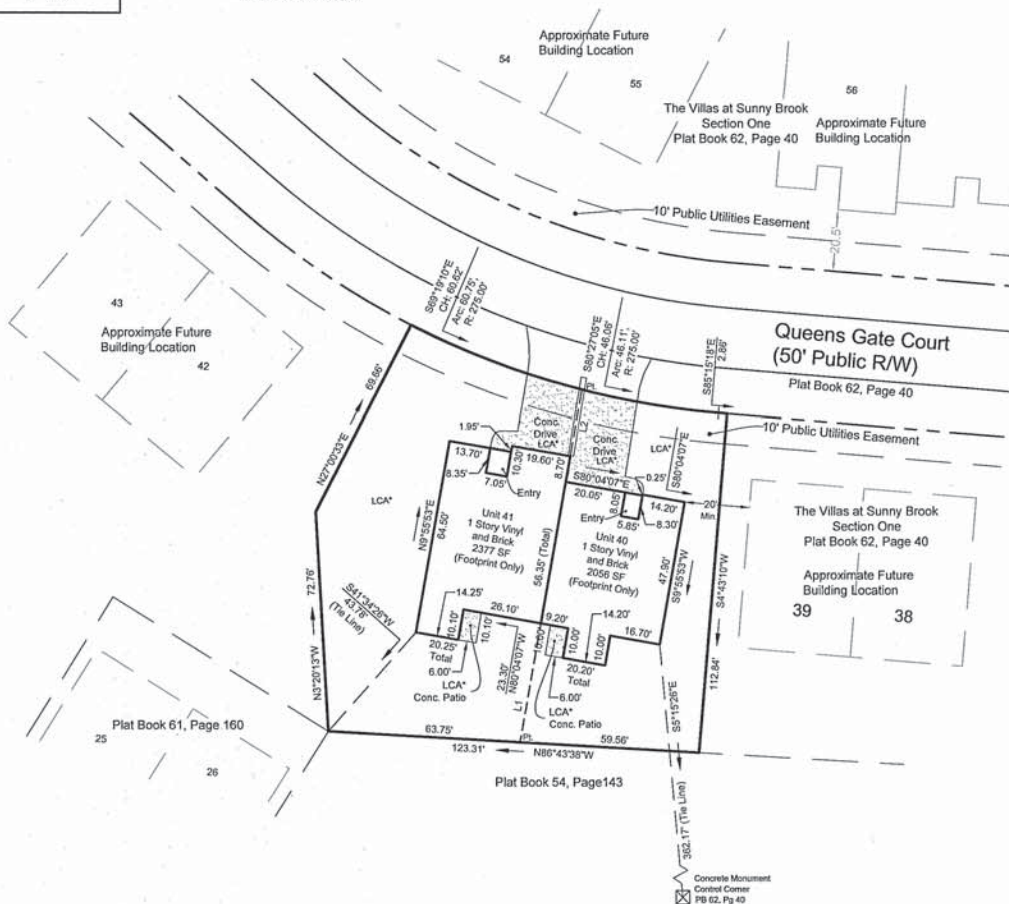 Approximate Future
Building Location
54
55
56
The Villas at Sunny Brook
Section One
Plat Book 62, Page 40
Approximate Future
Building Location
10' Public Utilities Easement
20.5'
43
Approximate Future
Building Location
42
S69°19'10"E
CH: 60.62'
Arc: 60.75'
R: 275.00'
S80°27'05"E
CH: 46.06'
Arc: 46.11'
R: 275.00'
S85°15'18"E
2.86'
Queens Gate Court
(50' Public R/W)
Plat Book 62, Page 40
10' Public Utilities Easement
69.66'
N27°00'33"E
Pt.
L2
Conc.
Drive
LCA*
Conc.
Drive
LCA*
LCA*
S80°04'07"E
1.95'
13.70'
10.30'
19.60'
8.70'
8.35'
7.05'
Entry
S80°04'07"E
0.25'
20.05'
8.05'
14.20'
20'
Min.
Entry
5.85'
8.30'
LCA*
N9°55'53"E
64.50'
Unit 41
1 Story Vinyl
and Brick
2377 SF
(Footprint Only)
56.35' (Total)
Unit 40
1 Story Vinyl
and Brick
2056 SF
(Footprint Only)
47.90'
S9°55'53"W
S4°43'10"W
112.84'
The Villas at Sunny Brook
Section One
Plat Book 62, Page 40
Approximate Future
Building Location
39
38
72.76'
N3°20'13"W
S41°34'26"W
43.76'
(Tie Line)
14.25'
26.10'
10.10'
10.10'
20.25'
Total
6.00'
LCA*
Conc. Patio
23.30'
N80°04'07"W
L1
9.20'
14.20'
16.70'
10.00'
10.00'
10.00'
20.20'
Total
6.00'
LCA*
Conc. Patio
S5°15'26"E
362.17' (Tie Line)
Plat Book 61, Page 160
25
26
63.75'
Pt.
59.56'
123.31'
N86°43'38"W
Plat Book 54, Page143
Concrete Monument
Control Corner
PB 62, Pg 40